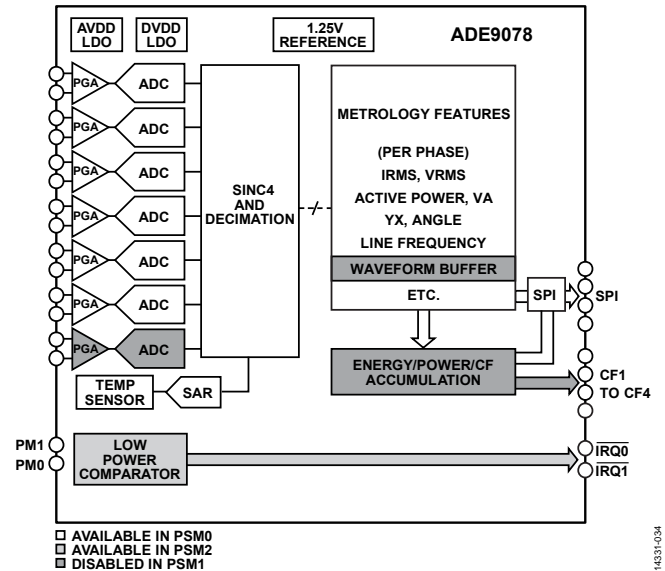 AVDD
LDO
DVDD
LDO
1.25V
REFERENCE
ADE9078
PGA
ADC
PGA
ADC
PGA
ADC
PGA
ADC
PGA
ADC
PGA
ADC
PGA
ADC
SINC4
AND
DECIMATION
METROLOGY FEATURES
(PER PHASE)
IRMS, VRMS
ACTIVE POWER, VA
YX, ANGLE
LINE FREQUENCY
WAVEFORM BUFFER
ETC.
SPI
SPI
ENERGY/POWER/CF
ACCUMULATION
CF1
TO CF4
TEMP
SENSOR
SAR
PM1
PM0
LOW
POWER
COMPARATOR
IRQ0
IRQ1
AVAILABLE IN PSM0
AVAILABLE IN PSM2
DISABLED IN PSM1
14331-034